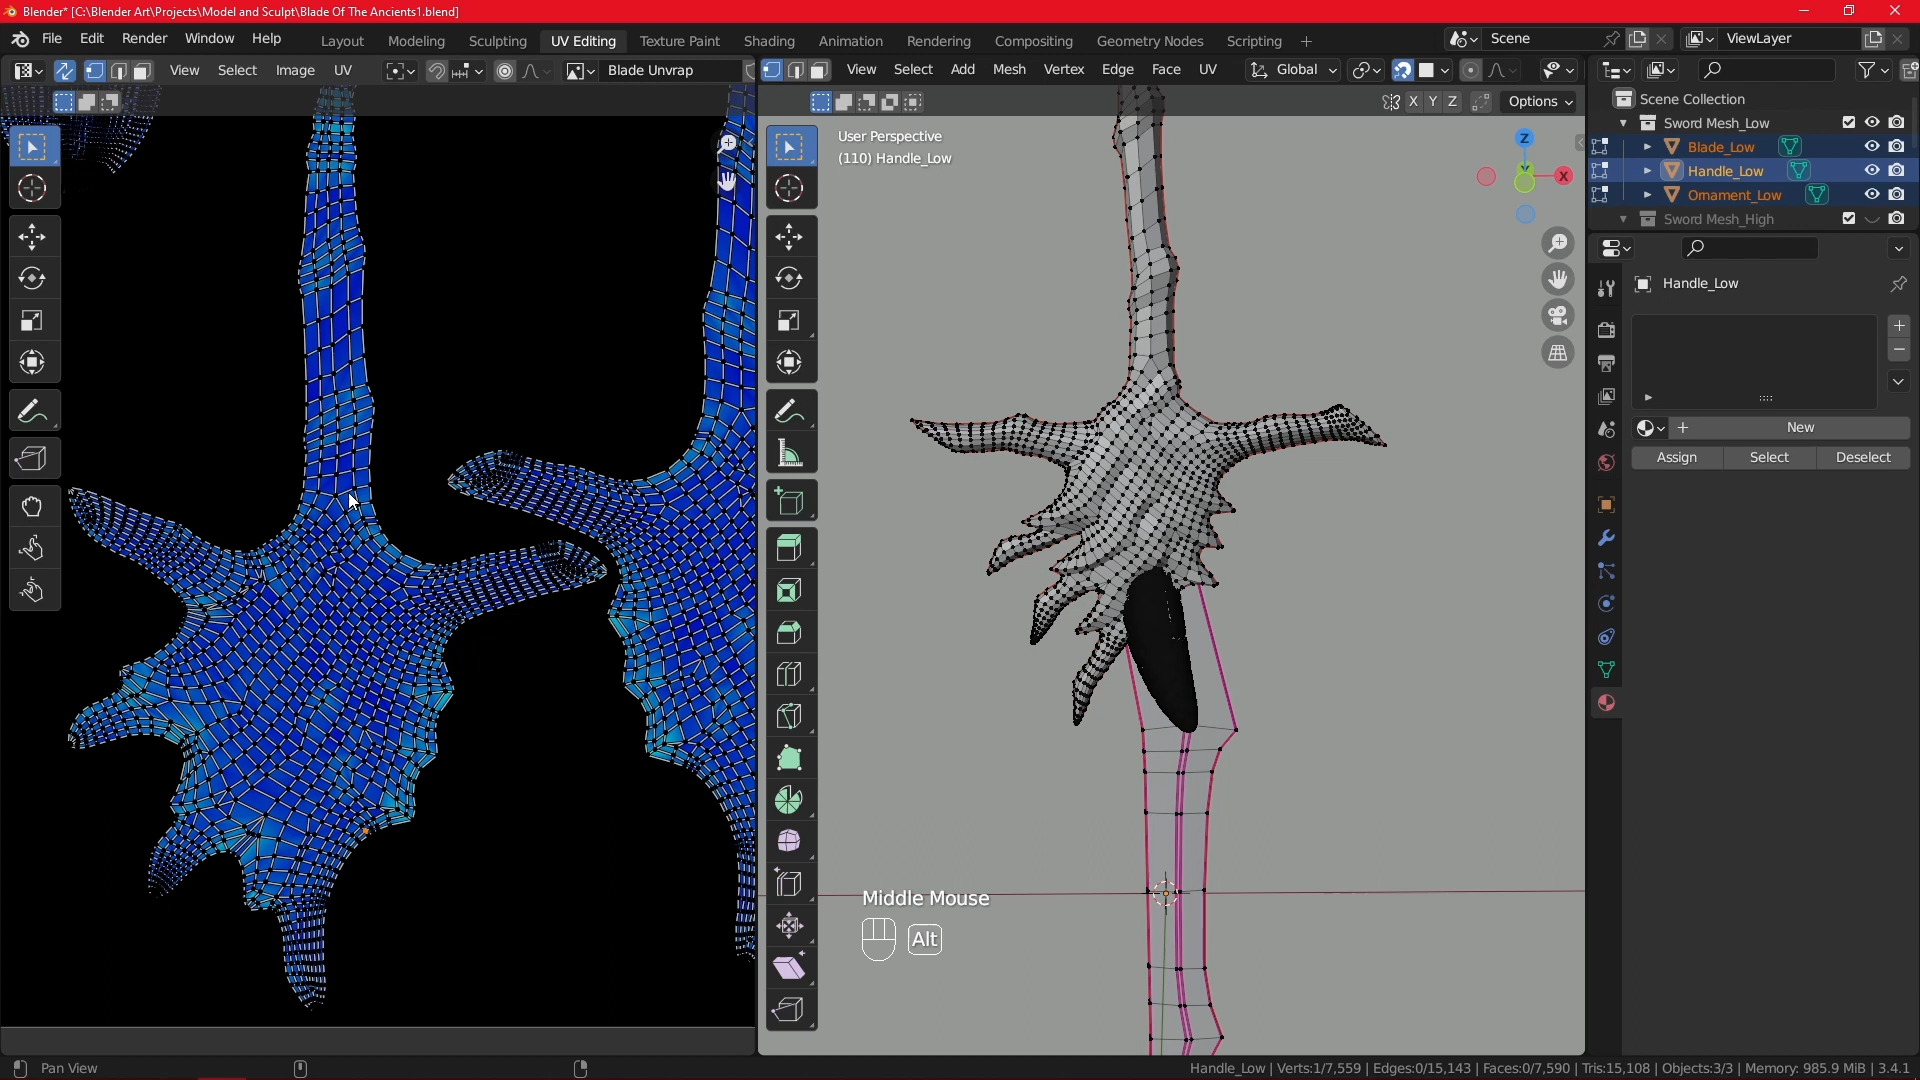 Blender* [C:\Blender Art\Projects\Model and Sculpt\Blade Of The Ancients1.blend]
File Edit Render Window Help Layout Modeling Sculpting UV Editing Texture Paint Shading Animation Rendering Compositing Geometry Nodes Scripting + Scene ViewLayer
View Select Image UV Blade Unvrap View Select Add Mesh Vertex Edge Face UV Global
X Y Z Options
Scene Collection
Sword Mesh_Low
Blade_Low
Handle_Low
Ornament_Low
Sword Mesh_High
User Perspective
(110) Handle_Low
Z
X
Handle_Low
New
Assign Select Deselect
Middle Mouse
Alt
Pan View
Handle_Low | Verts:1/7,559 | Edges:0/15,143 | Faces:0/7,590 | Tris:15,108 | Objects:3/3 | Memory: 985.9 MiB | 3.4.1